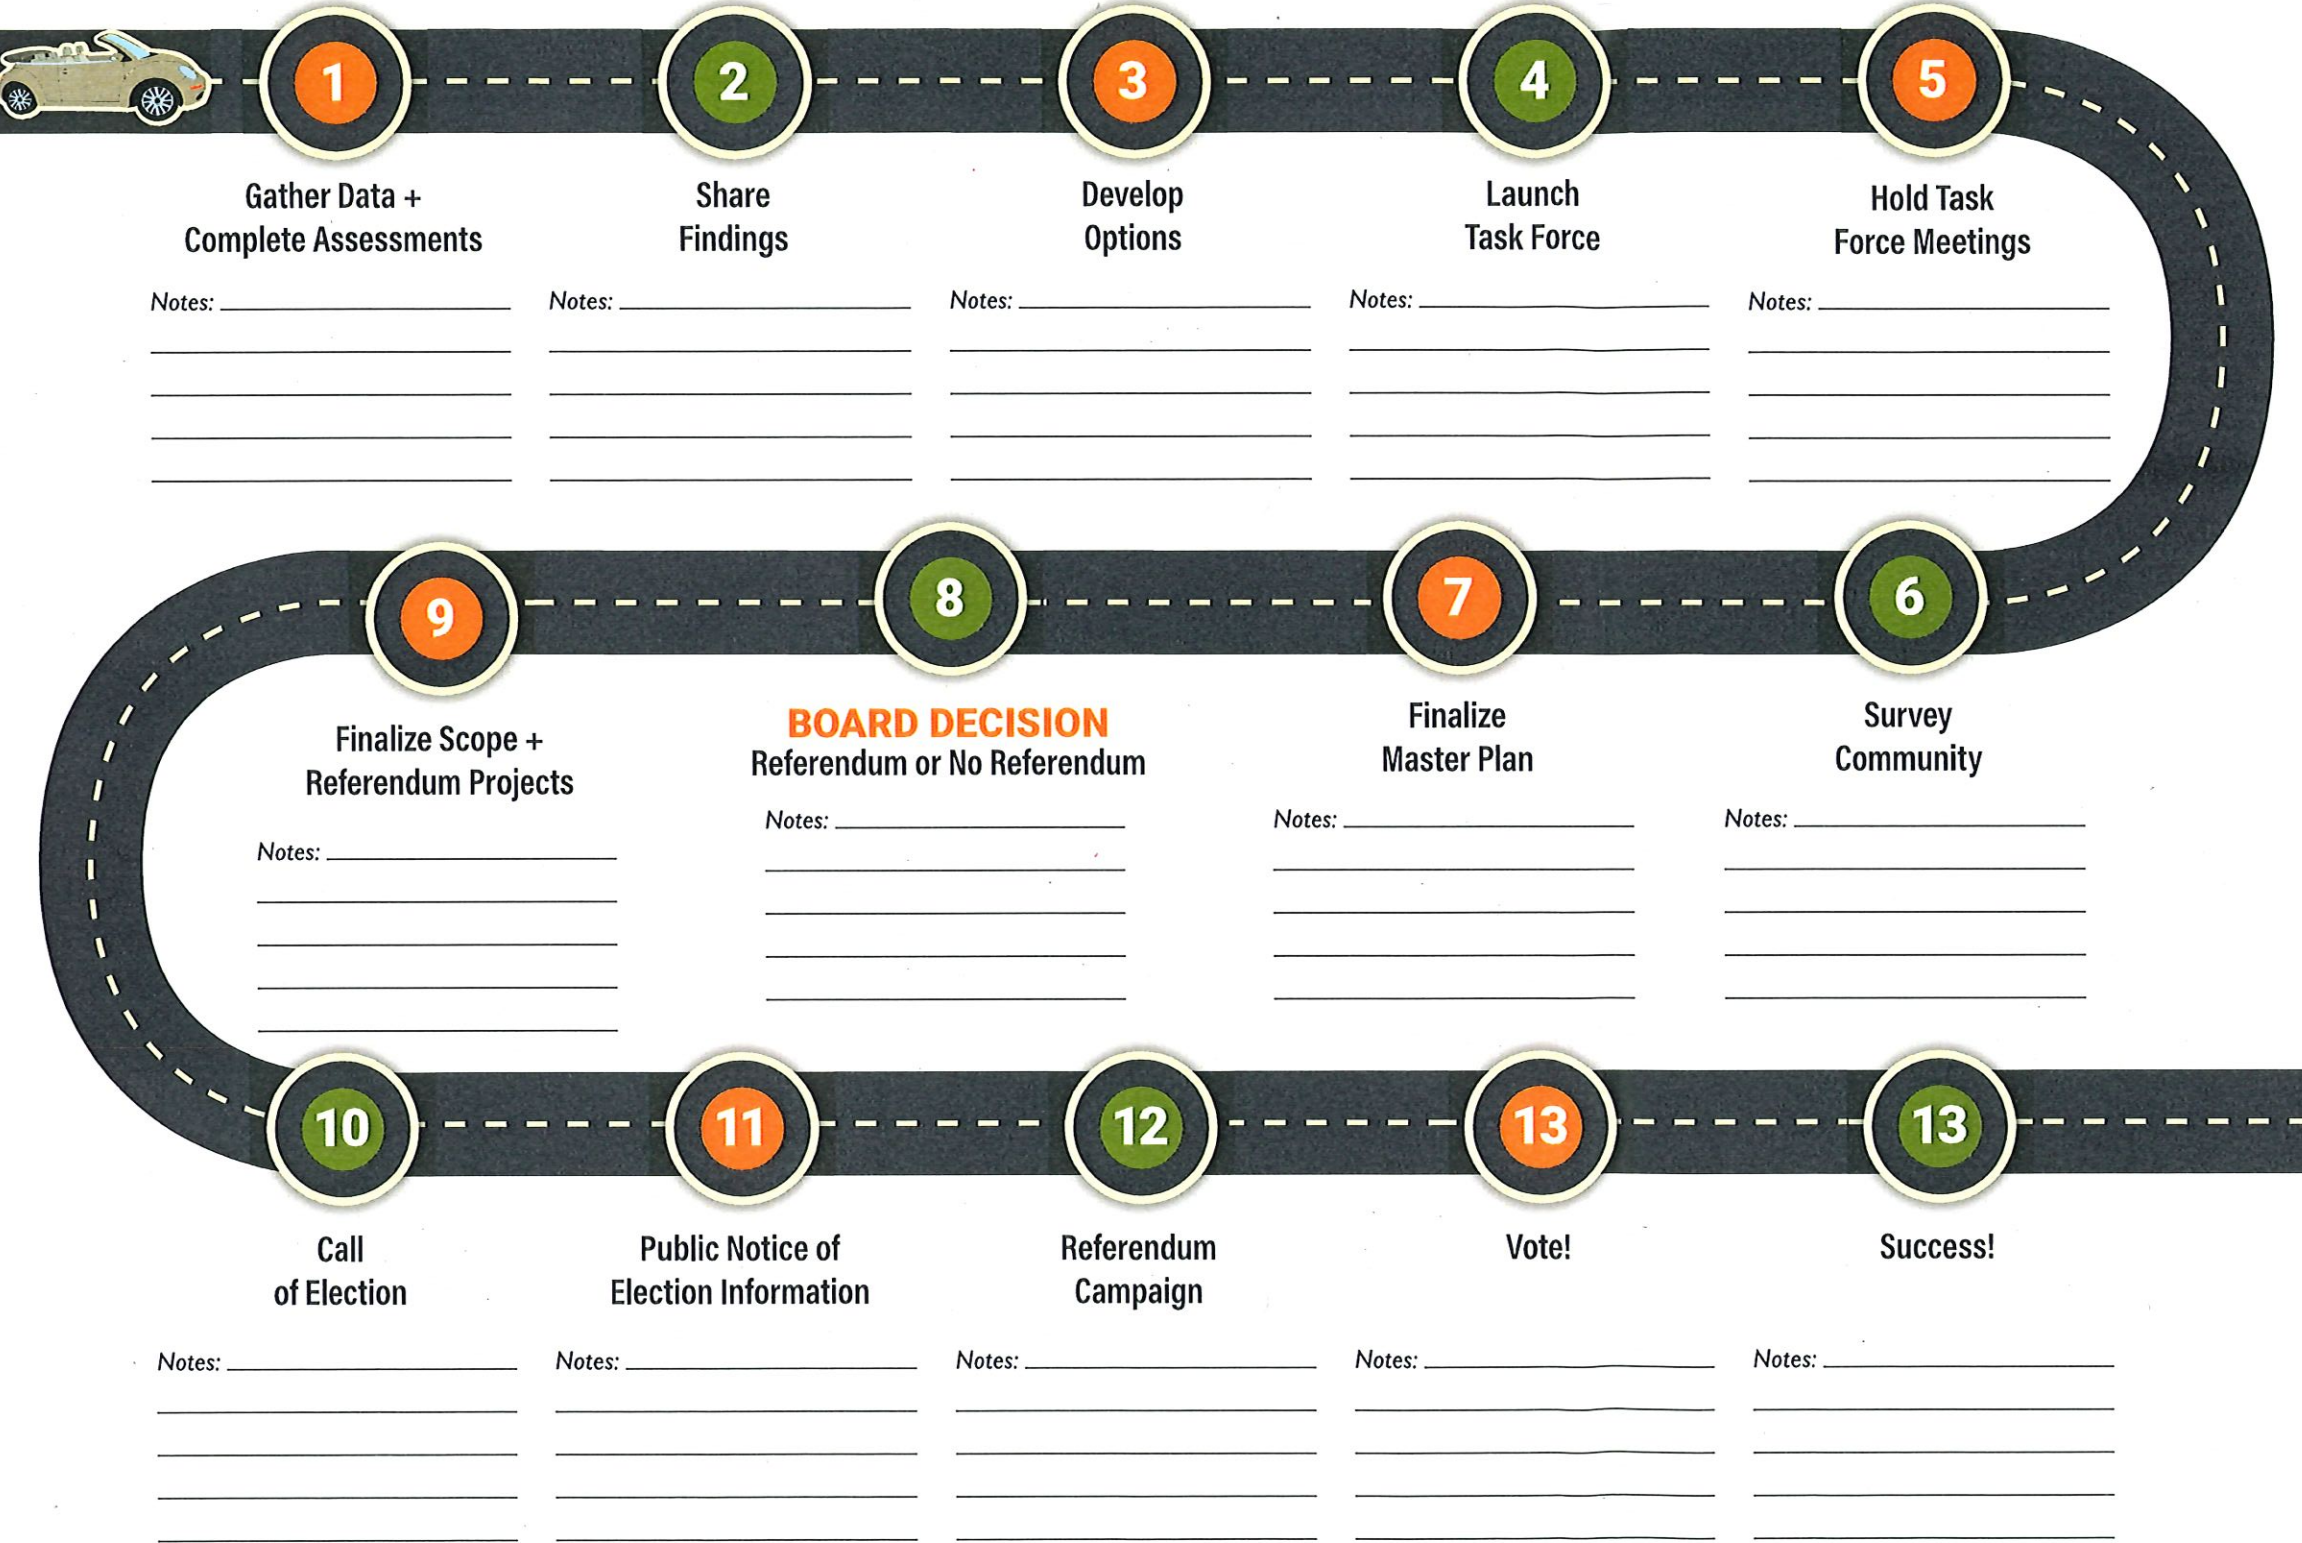 1
2
3
4
5
Gather Data +
Complete Assessments
Share
Findings
Develop
Options
Launch
Task Force
Hold Task
Force Meetings
Notes:
Notes:
Notes:
Notes:
Notes:
6
7
8
9
Survey
Community
Finalize
Master Plan
BOARD DECISION
Referendum or No Referendum
Finalize Scope +
Referendum Projects
Notes:
Notes:
Notes:
Notes:
10
11
12
13
13
Call
of Election
Public Notice of
Election Information
Referendum
Campaign
Vote!
Success!
Notes:
Notes:
Notes:
Notes:
Notes: